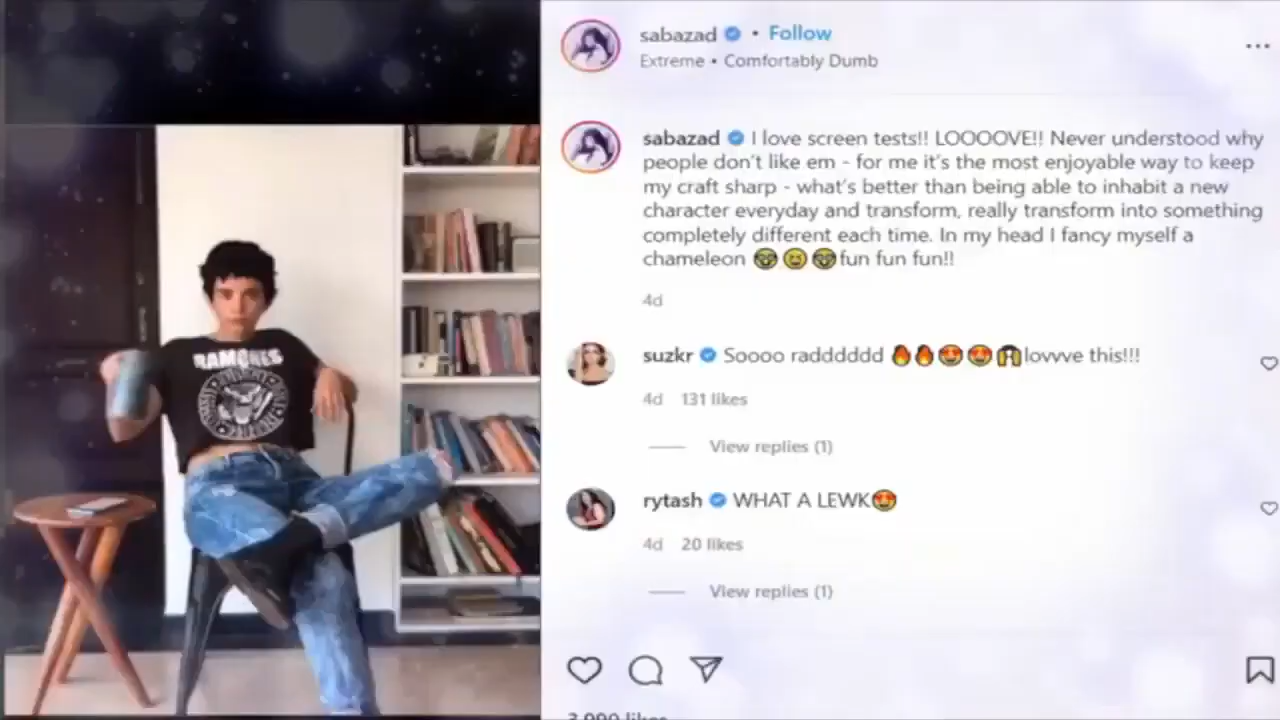 sabazad • Follow
Extreme • Comfortably Dumb
sabazad I love screen tests!! LOOOOVE!! Never understood why
people don't like em - for me it's the most enjoyable way to keep
my craft sharp - what's better than being able to inhabit a new
character everyday and transform, really transform into something
completely different each time. In my head I fancy myself a
chameleon 🤓😆🤓fun fun fun!!
4d
suzkr Soooo radddddd 🔥🔥😍😍🙌lovvve this!!!
4d 131 likes
View replies (1)
rytash WHAT A LEWK😍
4d 20 likes
View replies (1)
RAMONES